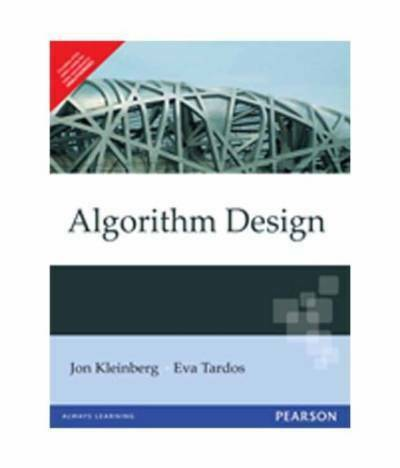 Algorithm Design
Jon Kleinberg · Eva Tardos
ALWAYS LEARNING
PEARSON